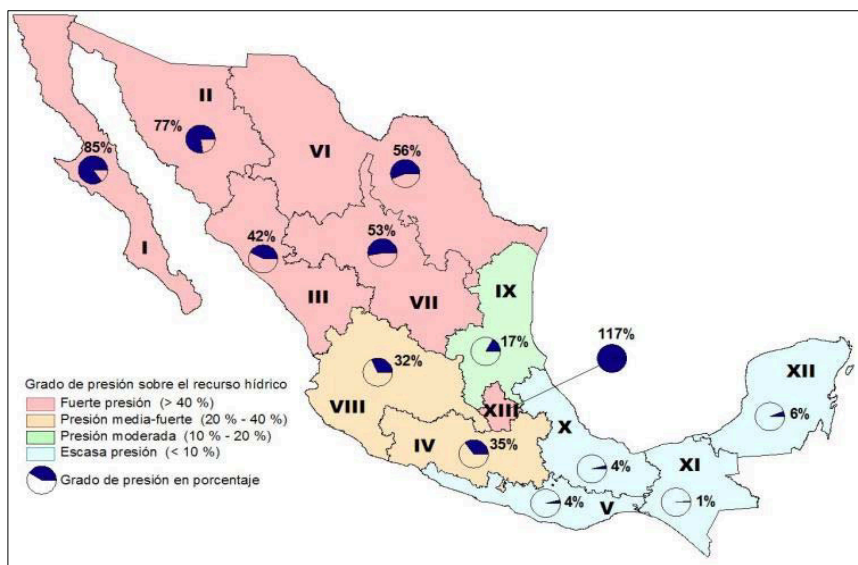 II
77%
VI
56%
85%
42%
53%
I
IX
III
VII
117%
17%
32%
XII
Grado de presión sobre el recurso hídrico
Fuerte presión (> 40 %)
Presión media-fuerte (20 % - 40 %)
Presión moderada (10 % - 20 %)
Escasa presión (< 10 %)
Grado de presión en porcentaje
VIII
XIII
6%
X
IV
35%
XI
4%
4%
V
1%